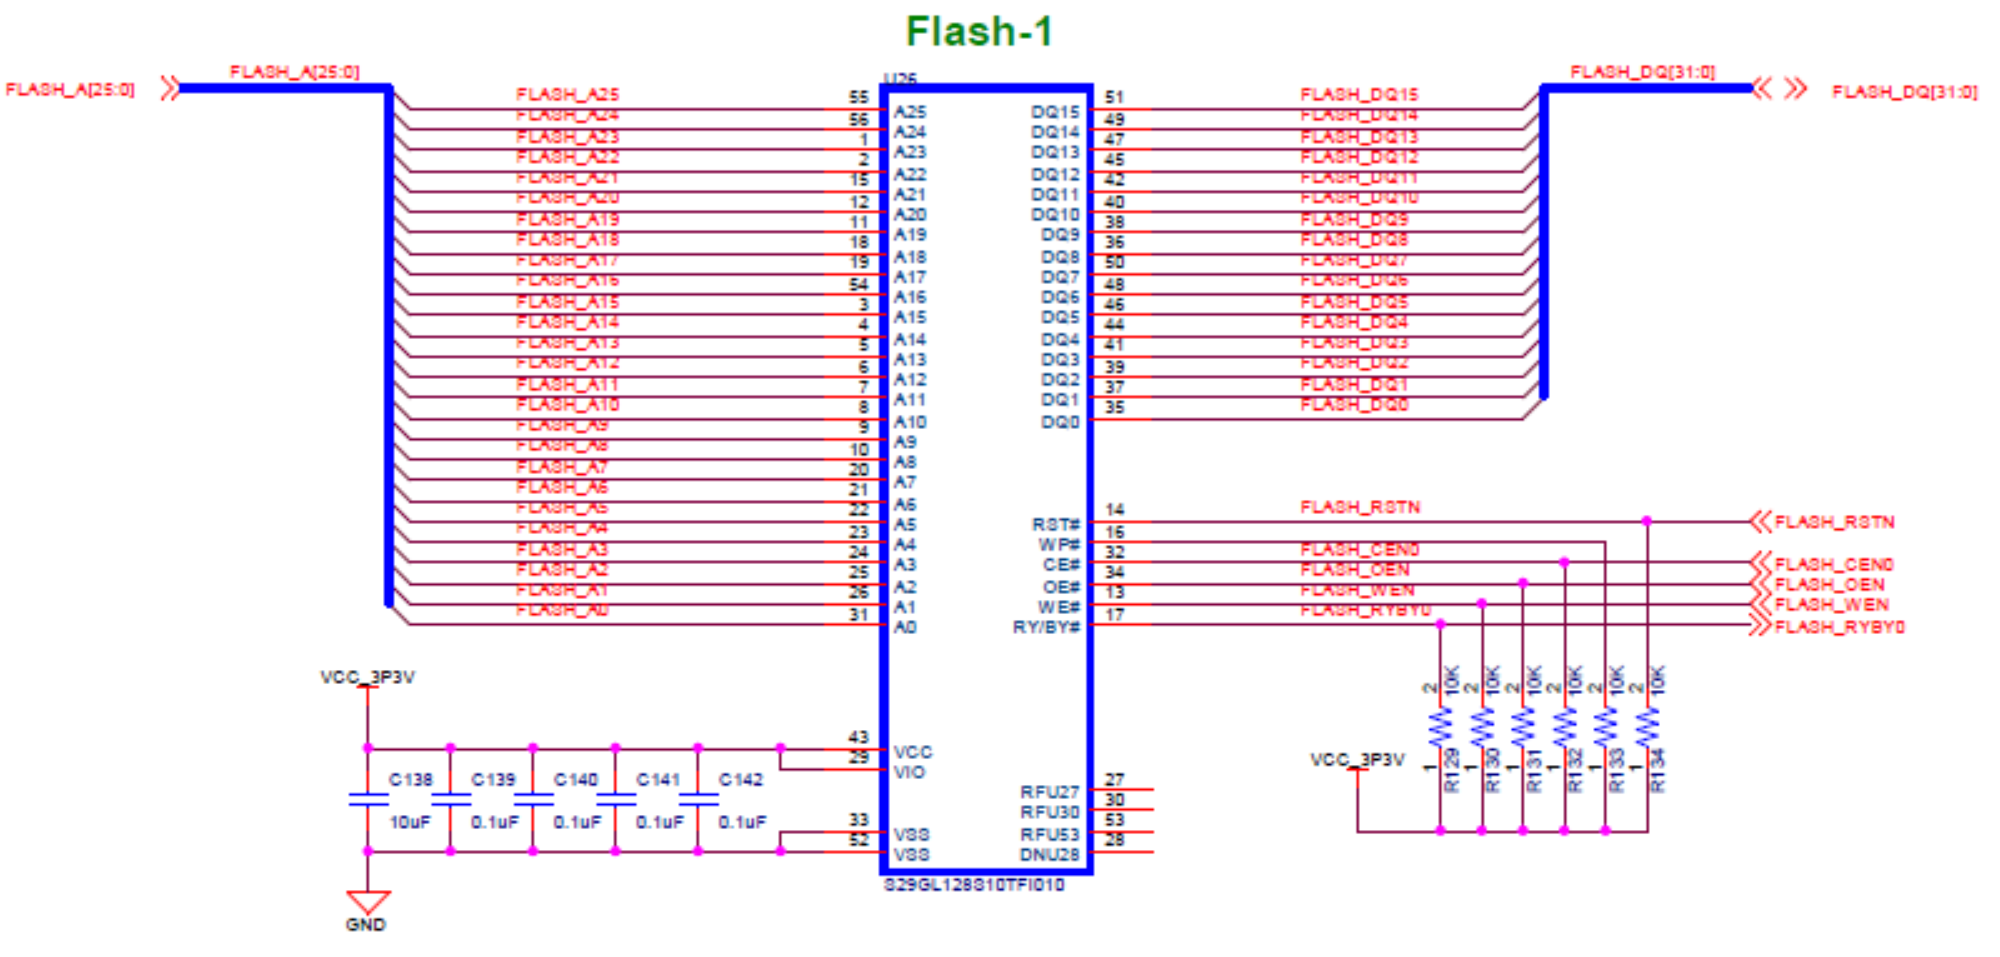 Flash-1
FLASH_A[25:0]
FLASH_A[25:0]
U26
FLASH_DQ[31:0]
FLASH_DQ[31:0]
FLASH_A25 55 A25
FLASH_A24 56 A24
FLASH_A23 1 A23
FLASH_A22 2 A22
FLASH_A21 15 A21
FLASH_A20 12 A20
FLASH_A19 11 A19
FLASH_A18 18 A18
FLASH_A17 19 A17
FLASH_A16 54 A16
FLASH_A15 3 A15
FLASH_A14 4 A14
FLASH_A13 5 A13
FLASH_A12 6 A12
FLASH_A11 7 A11
FLASH_A10 8 A10
FLASH_A9 9 A9
FLASH_A8 10 A8
FLASH_A7 20 A7
FLASH_A6 21 A6
FLASH_A5 22 A5
FLASH_A4 23 A4
FLASH_A3 24 A3
FLASH_A2 25 A2
FLASH_A1 26 A1
FLASH_A0 31 A0
DQ15 51 FLASH_DQ15
DQ14 49 FLASH_DQ14
DQ13 47 FLASH_DQ13
DQ12 45 FLASH_DQ12
DQ11 42 FLASH_DQ11
DQ10 40 FLASH_DQ10
DQ9 38 FLASH_DQ9
DQ8 36 FLASH_DQ8
DQ7 50 FLASH_DQ7
DQ6 48 FLASH_DQ6
DQ5 46 FLASH_DQ5
DQ4 44 FLASH_DQ4
DQ3 41 FLASH_DQ3
DQ2 39 FLASH_DQ2
DQ1 37 FLASH_DQ1
DQ0 35 FLASH_DQ0
RST# 14 FLASH_RSTN FLASH_RSTN
WP# 16
CE# 32 FLASH_CEN0 FLASH_CEN0
OE# 34 FLASH_OEN FLASH_OEN
WE# 13 FLASH_WEN FLASH_WEN
RY/BY# 17 FLASH_RYBY0 FLASH_RYBY0
VCC_3P3V
43 VCC
29 VIO
C138 C139 C140 C141 C142
10uF 0.1uF 0.1uF 0.1uF 0.1uF
33 VSS
52 VSS
GND
RFU27 27
RFU30 30
RFU53 53
DNU28 28
S29GL128S10TFI010
VCC_3P3V
2 10K 2 10K 2 10K 2 10K 2 10K 2 10K
1 R129 1 R130 1 R131 1 R132 1 R133 1 R134